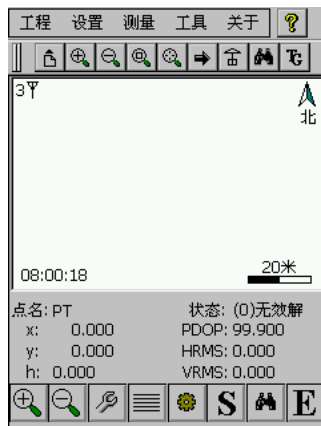 工程 设置 测量 工具 关于
3
北
08:00:18 20米
点名: PT 状态: (0)无效解
x: 0.000 PDOP: 99.900
y: 0.000 HRMS: 0.000
h: 0.000 VRMS: 0.000
S E